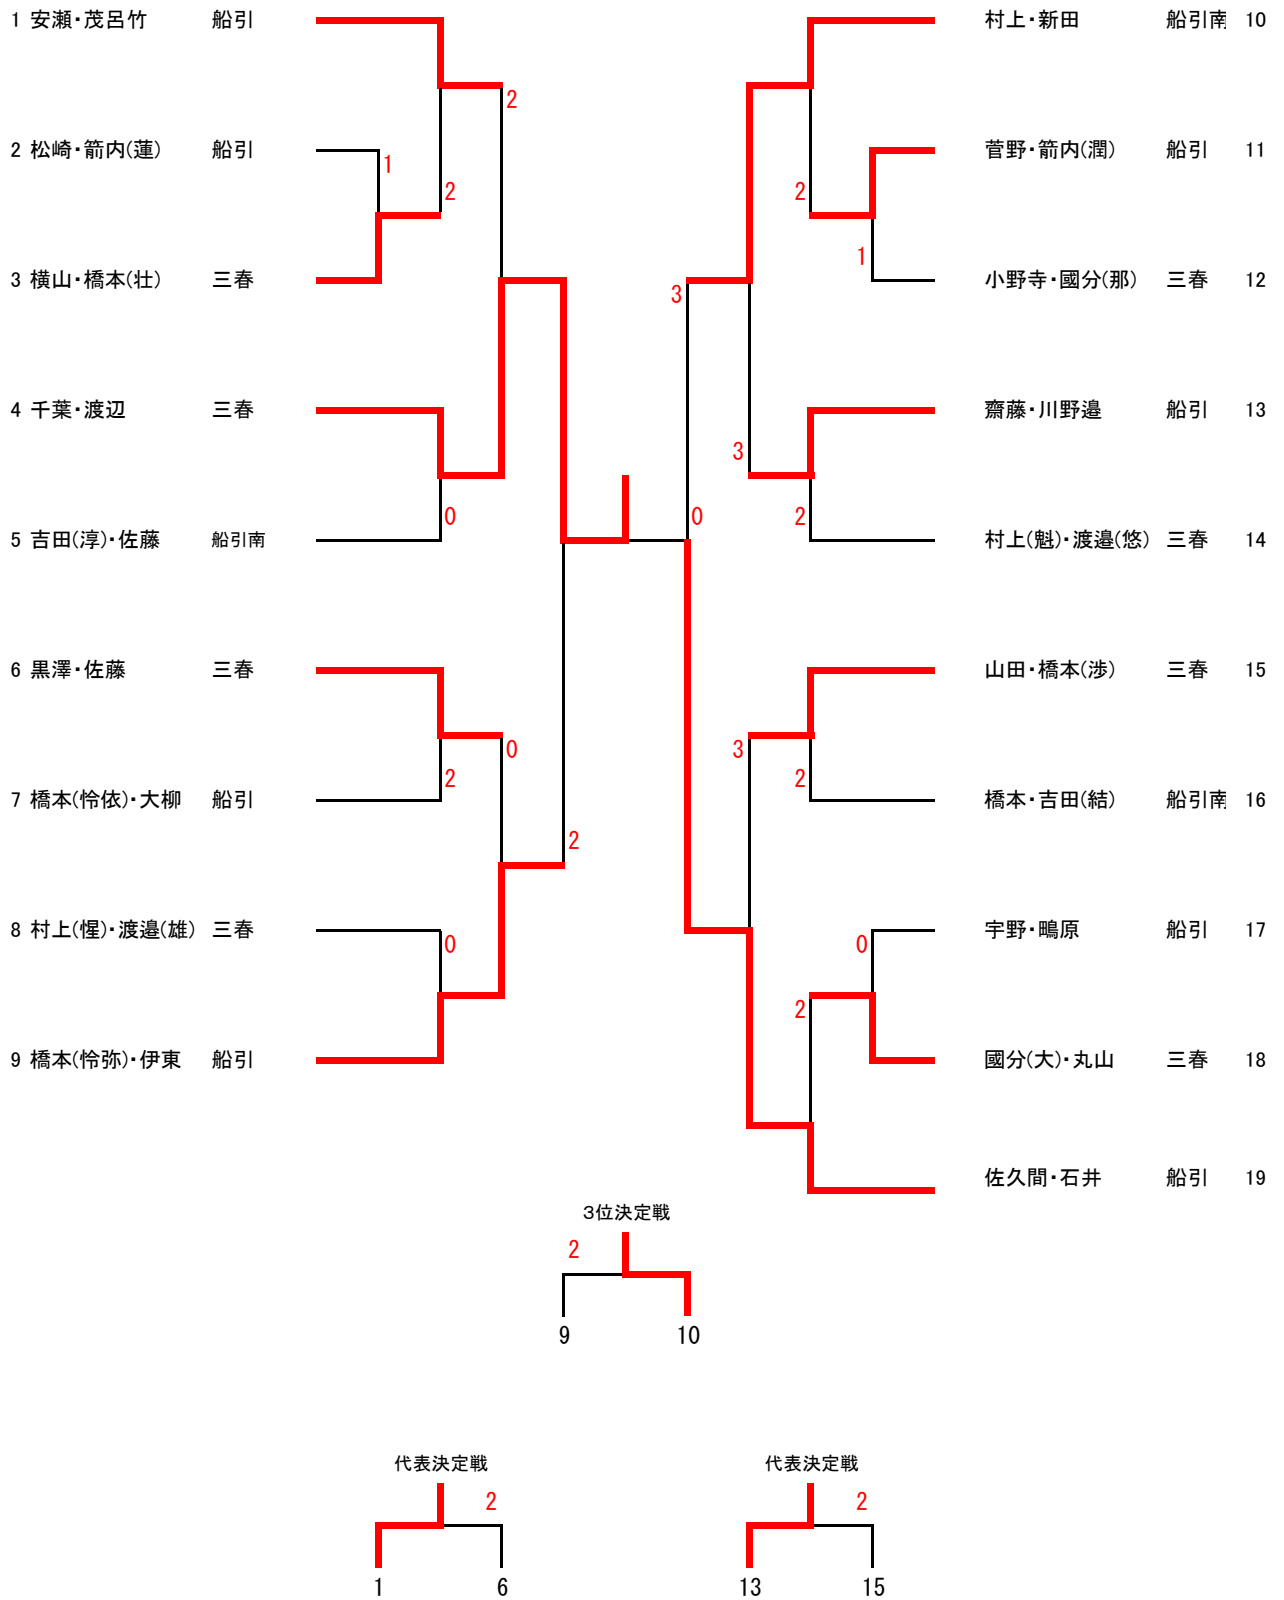 1 安瀬・茂呂竹 船引
2 松崎・箭内(蓮) 船引
3 横山・橋本(壮) 三春
4 千葉・渡辺 三春
5 吉田(淳)・佐藤 船引南
6 黒澤・佐藤 三春
7 橋本(怜依)・大柳 船引
8 村上(惺)・渡邉(雄) 三春
9 橋本(怜弥)・伊東 船引
2
1
2
0
0
2
2
0
村上・新田 船引南 10
菅野・箭内(潤) 船引 11
小野寺・國分(那) 三春 12
齋藤・川野邉 船引 13
村上(魁)・渡邉(悠) 三春 14
山田・橋本(渉) 三春 15
橋本・吉田(結) 船引南 16
宇野・鴫原 船引 17
國分(大)・丸山 三春 18
佐久間・石井 船引 19
2
1
3
3
0
2
3
2
0
2
3位決定戦
2
9 10
代表決定戦
2
1 6
代表決定戦
2
13 15